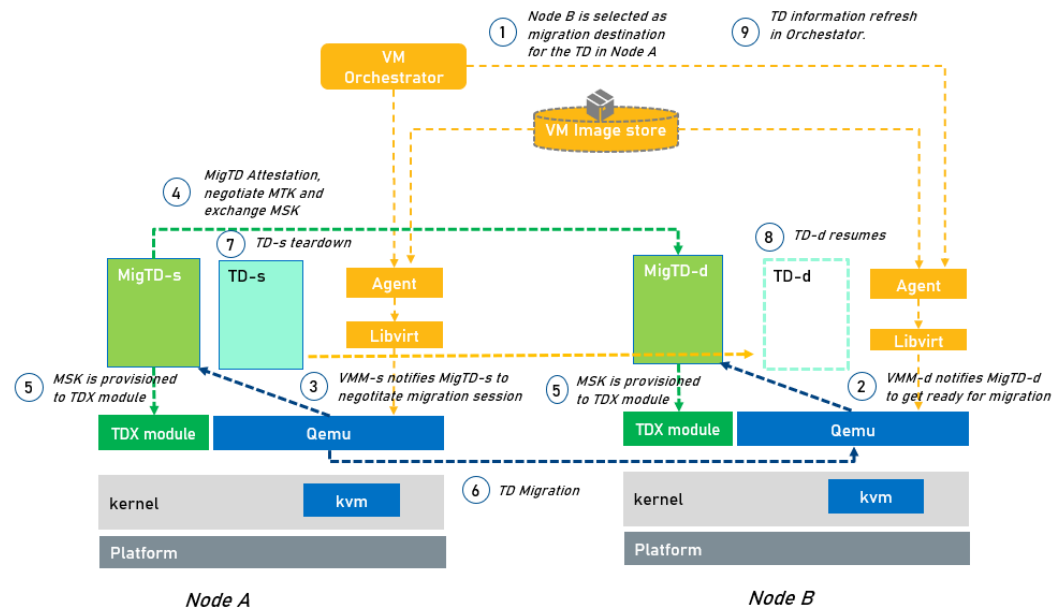 1
Node B is selected as
migration destination
for the TD in Node A
9
TD information refresh
in Orchestator.
VM
Orchestrator
VM Image store
4
MigTD Attestation,
negotiate MTK and
exchange MSK
7
TD-s teardown
8
TD-d resumes
MigTD-s
TD-s
Agent
Libvirt
MigTD-d
TD-d
Agent
Libvirt
5
MSK is provisioned
to TDX module
3
VMM-s notifies MigTD-s to
negotitate migration session
5
MSK is provisioned
to TDX module
2
VMM-d notifies MigTD-d
to get ready for migration
TDX module
Qemu
TDX module
Qemu
6
TD Migration
kernel
kvm
kernel
kvm
Platform
Platform
Node A
Node B